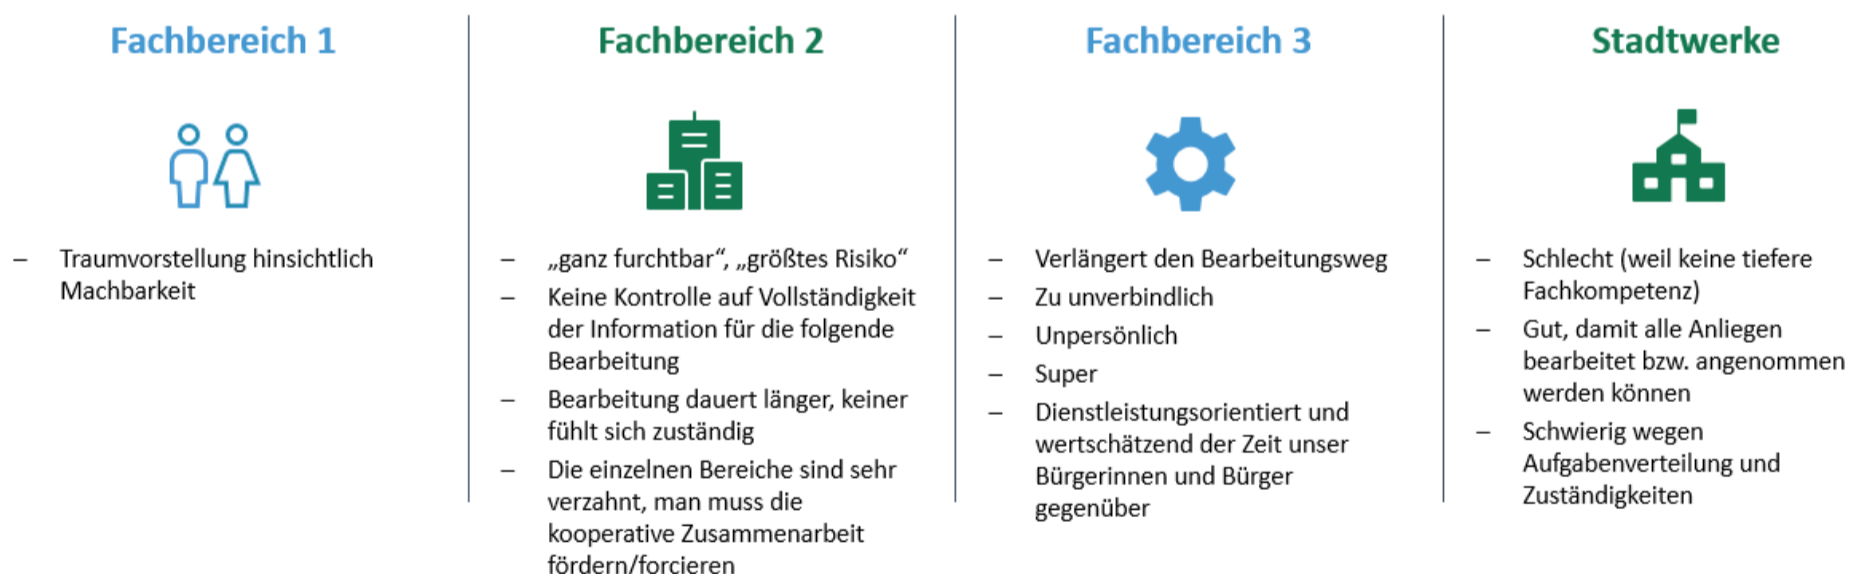 Fachbereich 1
– Traumvorstellung hinsichtlich
Machbarkeit
Fachbereich 2
– „ganz furchtbar“, „größtes Risiko“
– Keine Kontrolle auf Vollständigkeit
der Information für die folgende
Bearbeitung
– Bearbeitung dauert länger, keiner
fühlt sich zuständig
– Die einzelnen Bereiche sind sehr
verzahnt, man muss die
kooperative Zusammenarbeit
fördern/forcieren
Fachbereich 3
– Verlängert den Bearbeitungsweg
– Zu unverbindlich
– Unpersönlich
– Super
– Dienstleistungsorientiert und
wertschätzend der Zeit unser
Bürgerinnen und Bürger
gegenüber
Stadtwerke
– Schlecht (weil keine tiefere
Fachkompetenz)
– Gut, damit alle Anliegen
bearbeitet bzw. angenommen
werden können
– Schwierig wegen
Aufgabenverteilung und
Zuständigkeiten